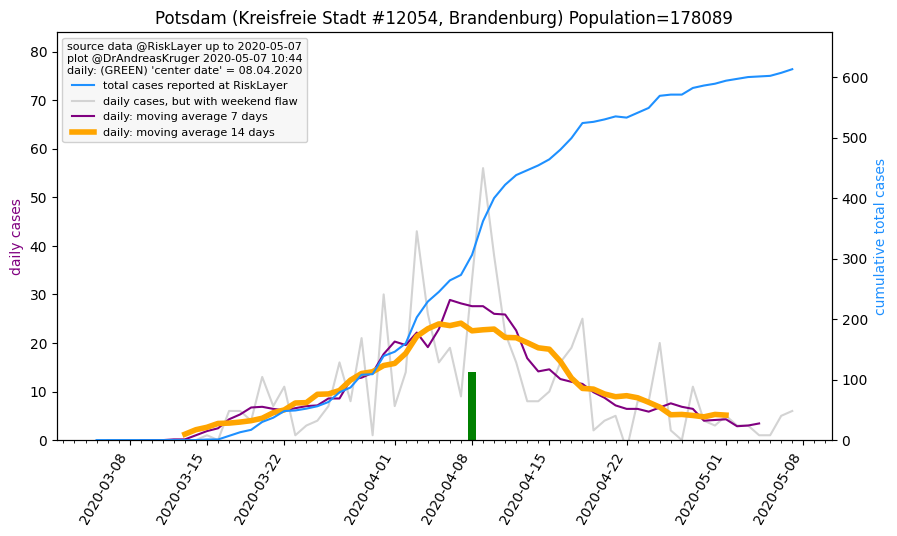 Potsdam (Kreisfreie Stadt #12054, Brandenburg) Population=178089
source data @RiskLayer up to 2020-05-07
plot @DrAndreasKruger 2020-05-07 10:44
daily: (GREEN) 'center date' = 08.04.2020
total cases reported at RiskLayer
daily cases, but with weekend flaw
daily: moving average 7 days
daily: moving average 14 days
daily cases
80
70
60
50
40
30
20
10
0
cumulative total cases
600
500
400
300
200
100
0
2020-03-08
2020-03-15
2020-03-22
2020-04-01
2020-04-08
2020-04-15
2020-04-22
2020-05-01
2020-05-08